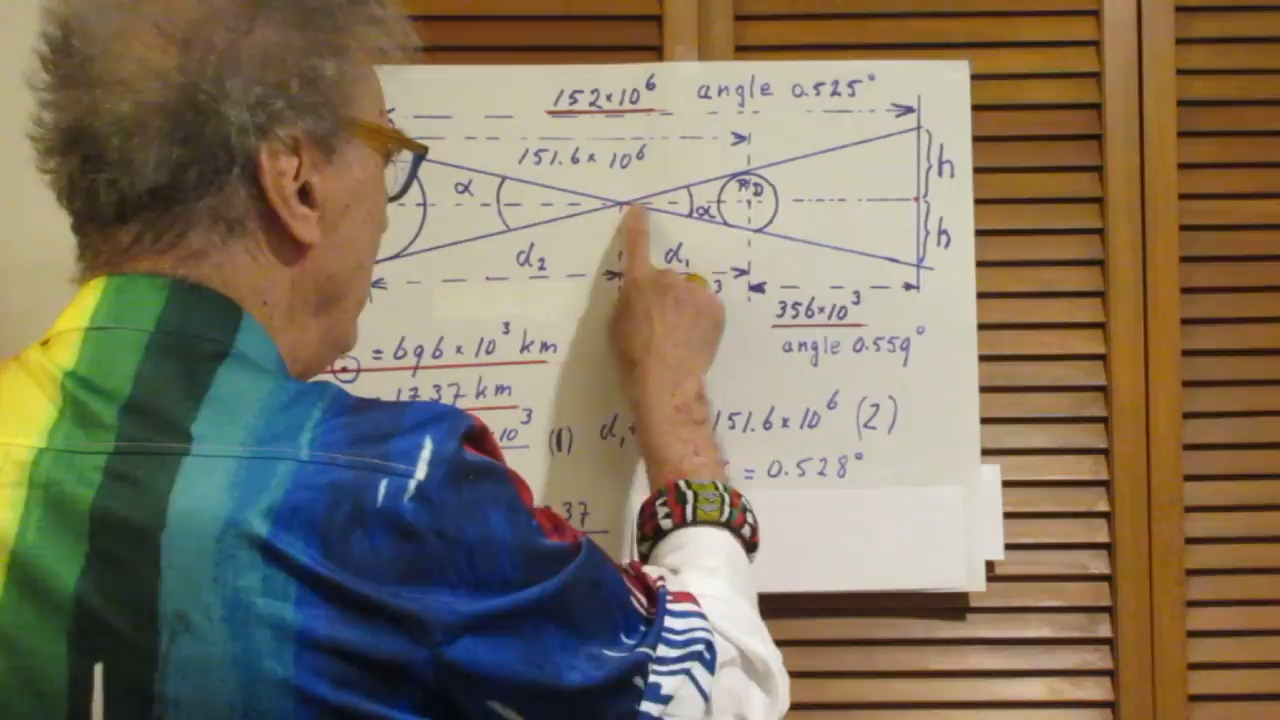 152×10⁶ angle 0.525°
151.6×10⁶
α
α
R D
h
h
d₂
d₁
3
356×10³
angle 0.559°
☉ = 696×10³ km
= 1737 km
×10³ (1) d₁+ 151.6×10⁶ (2)
= 0.528°
37